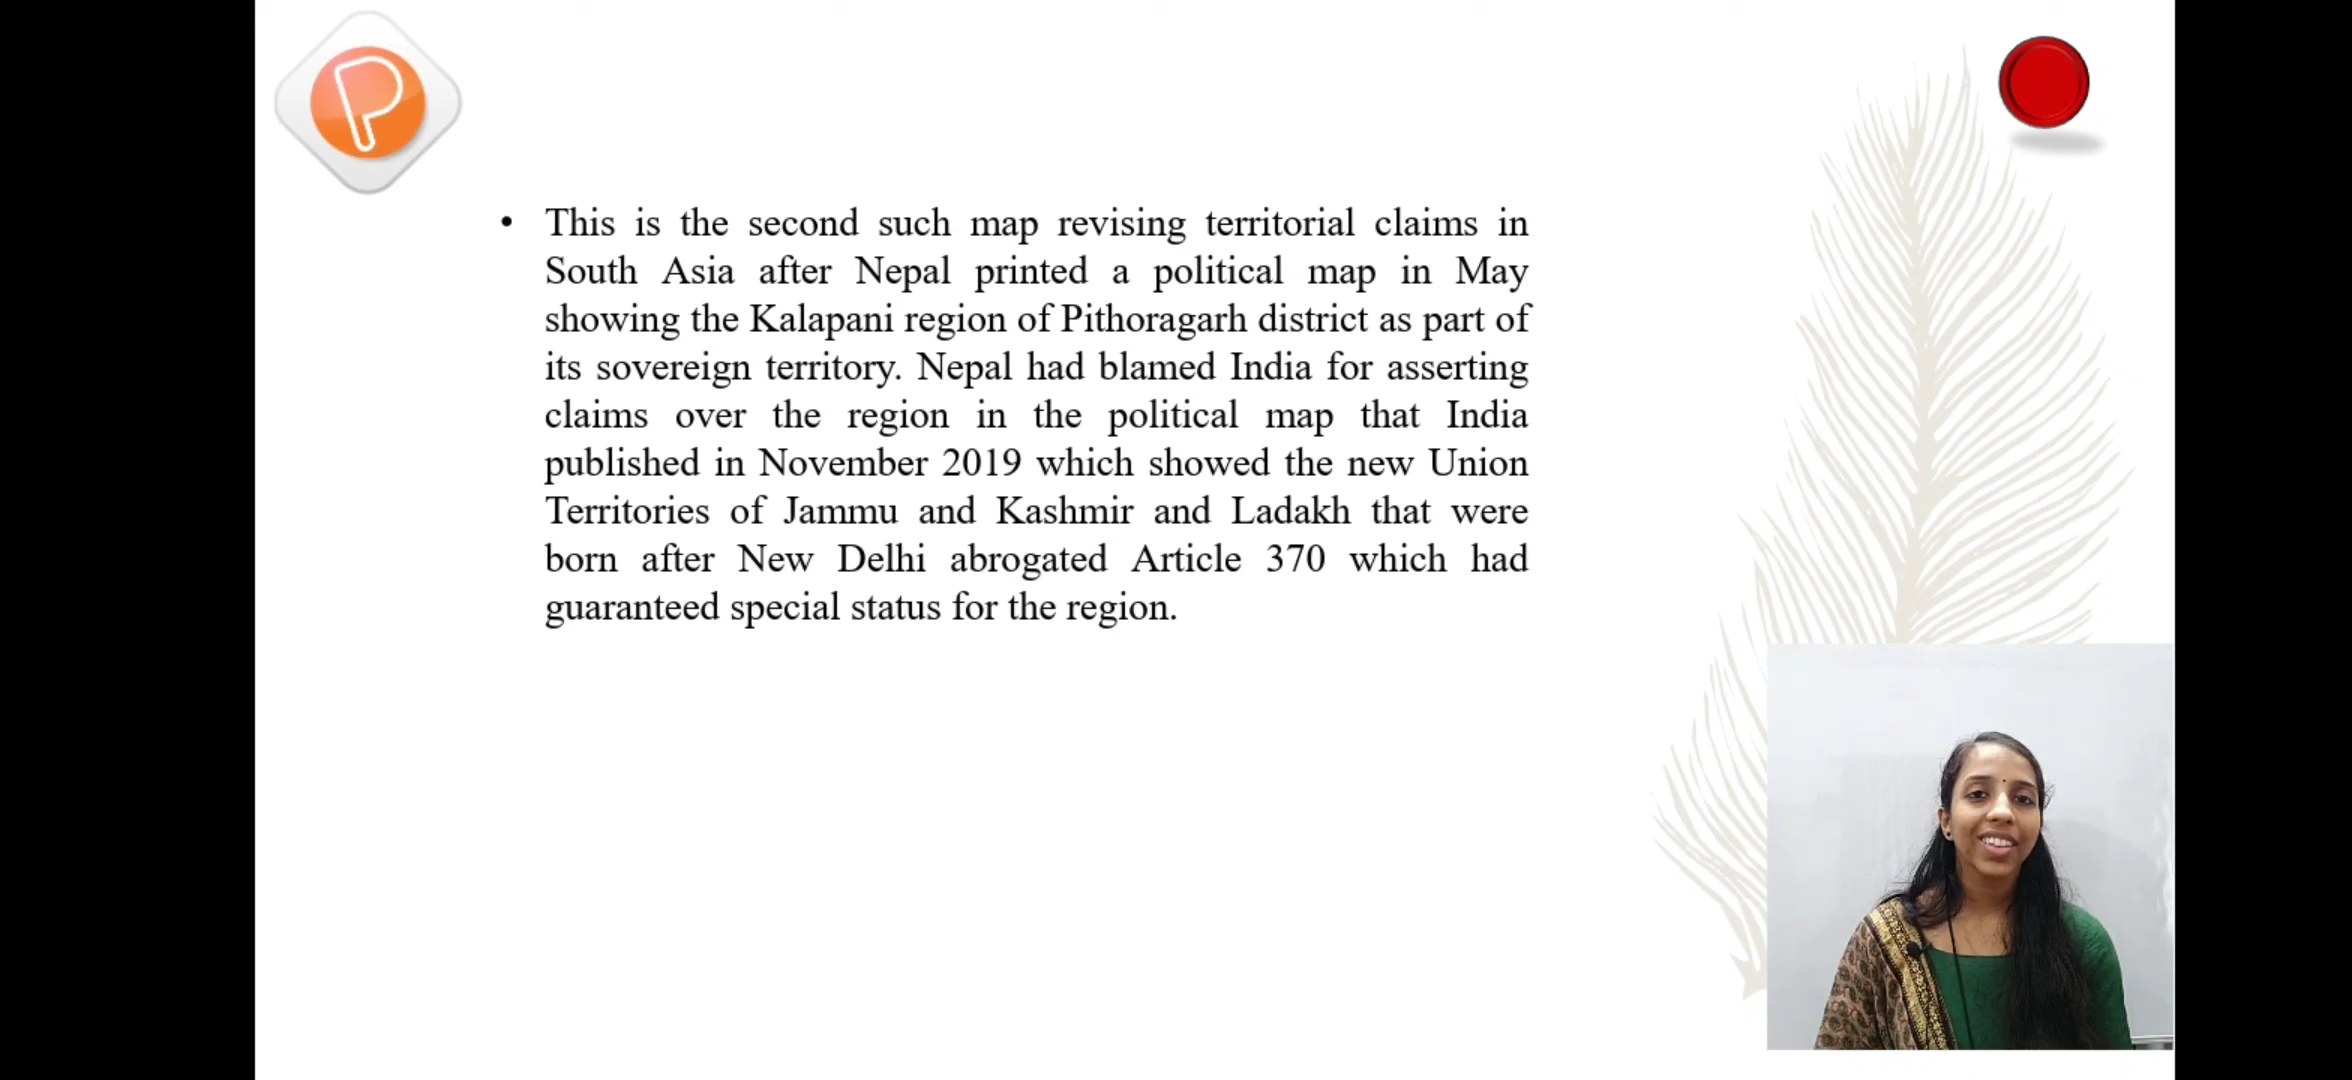 • This is the second such map revising territorial claims in
South Asia after Nepal printed a political map in May
showing the Kalapani region of Pithoragarh district as part of
its sovereign territory. Nepal had blamed India for asserting
claims over the region in the political map that India
published in November 2019 which showed the new Union
Territories of Jammu and Kashmir and Ladakh that were
born after New Delhi abrogated Article 370 which had
guaranteed special status for the region.